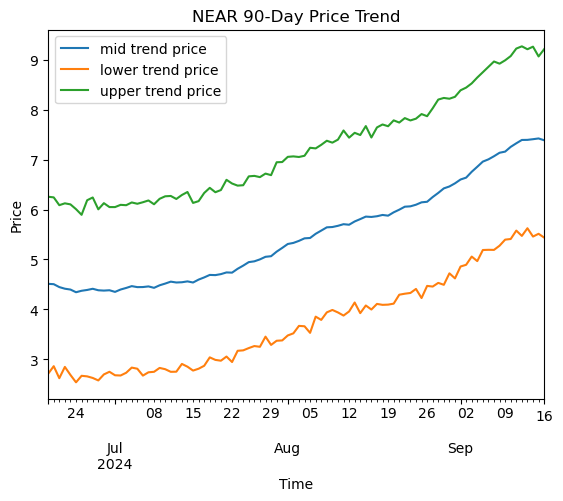 NEAR 90-Day Price Trend
mid trend price
lower trend price
upper trend price
Price
9
8
7
6
5
4
3
24 08 15 22 29 05 12 19 26 02 09 16
Jul Aug Sep
2024
Time